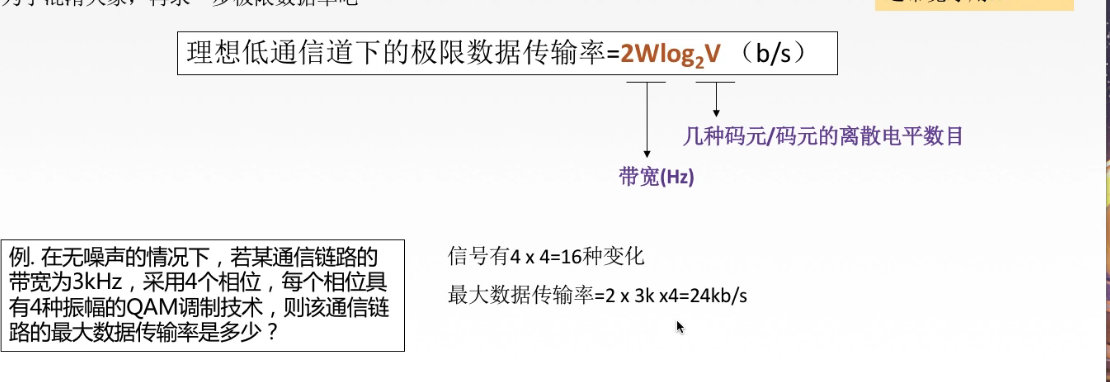 理想低通信道下的极限数据传输率=2Wlog₂V （b/s）
几种码元/码元的离散电平数目
带宽(Hz)
例. 在无噪声的情况下，若某通信链路的
带宽为3kHz，采用4个相位，每个相位具
有4种振幅的QAM调制技术，则该通信链
路的最大数据传输率是多少？
信号有4 x 4=16种变化
最大数据传输率=2 x 3k x4=24kb/s